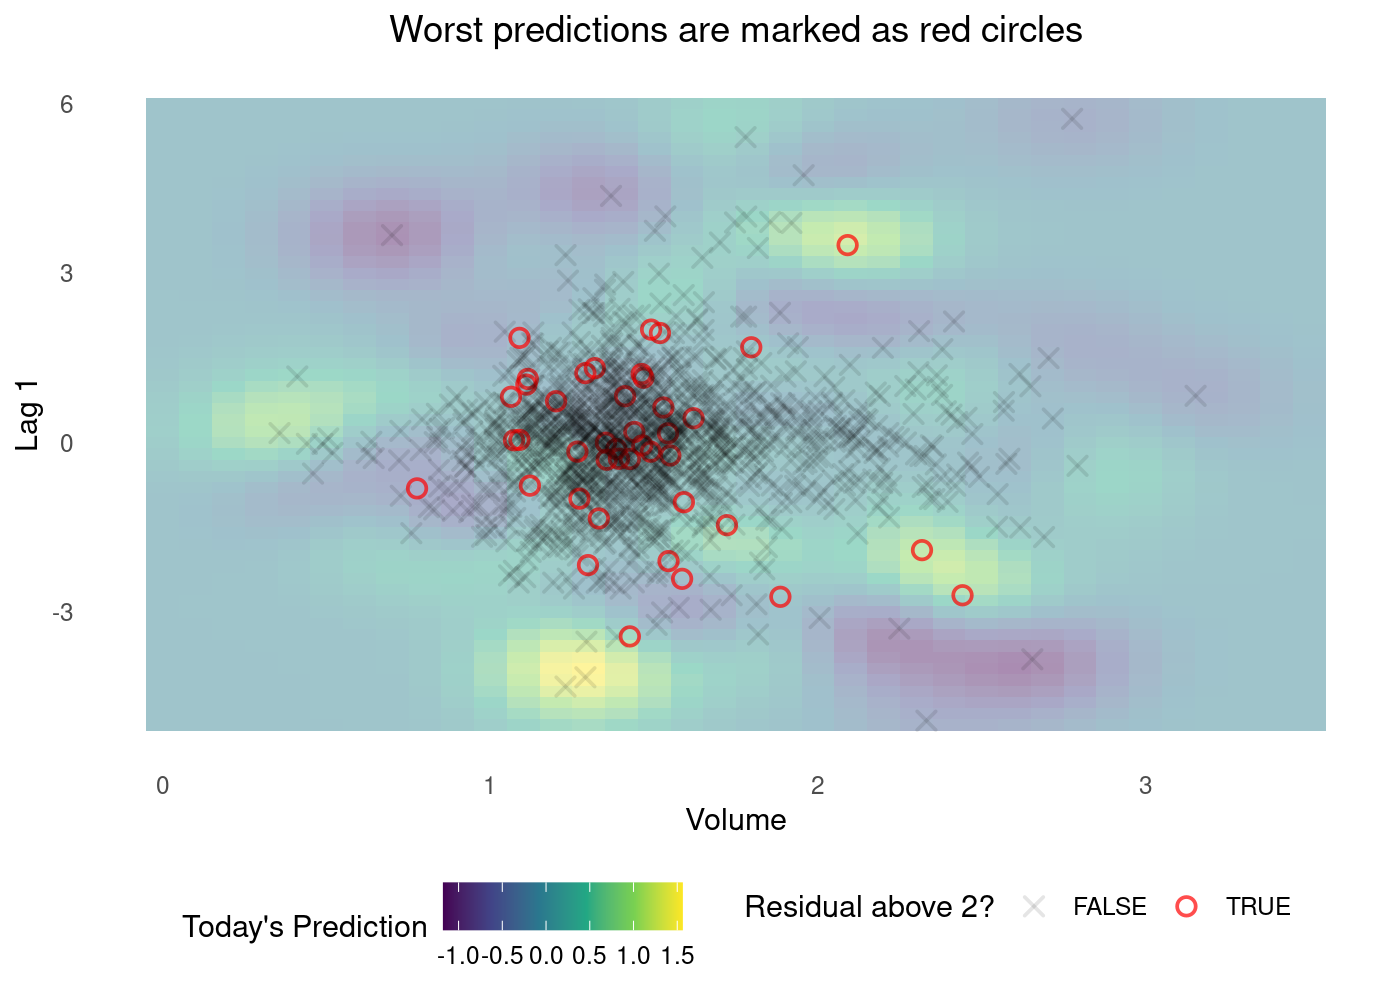 Worst predictions are marked as red circles
6
3
0
-3
Lag 1
0 1 2 3
Volume
Today's Prediction
-1.0 -0.5 0.0 0.5 1.0 1.5
Residual above 2? FALSE TRUE